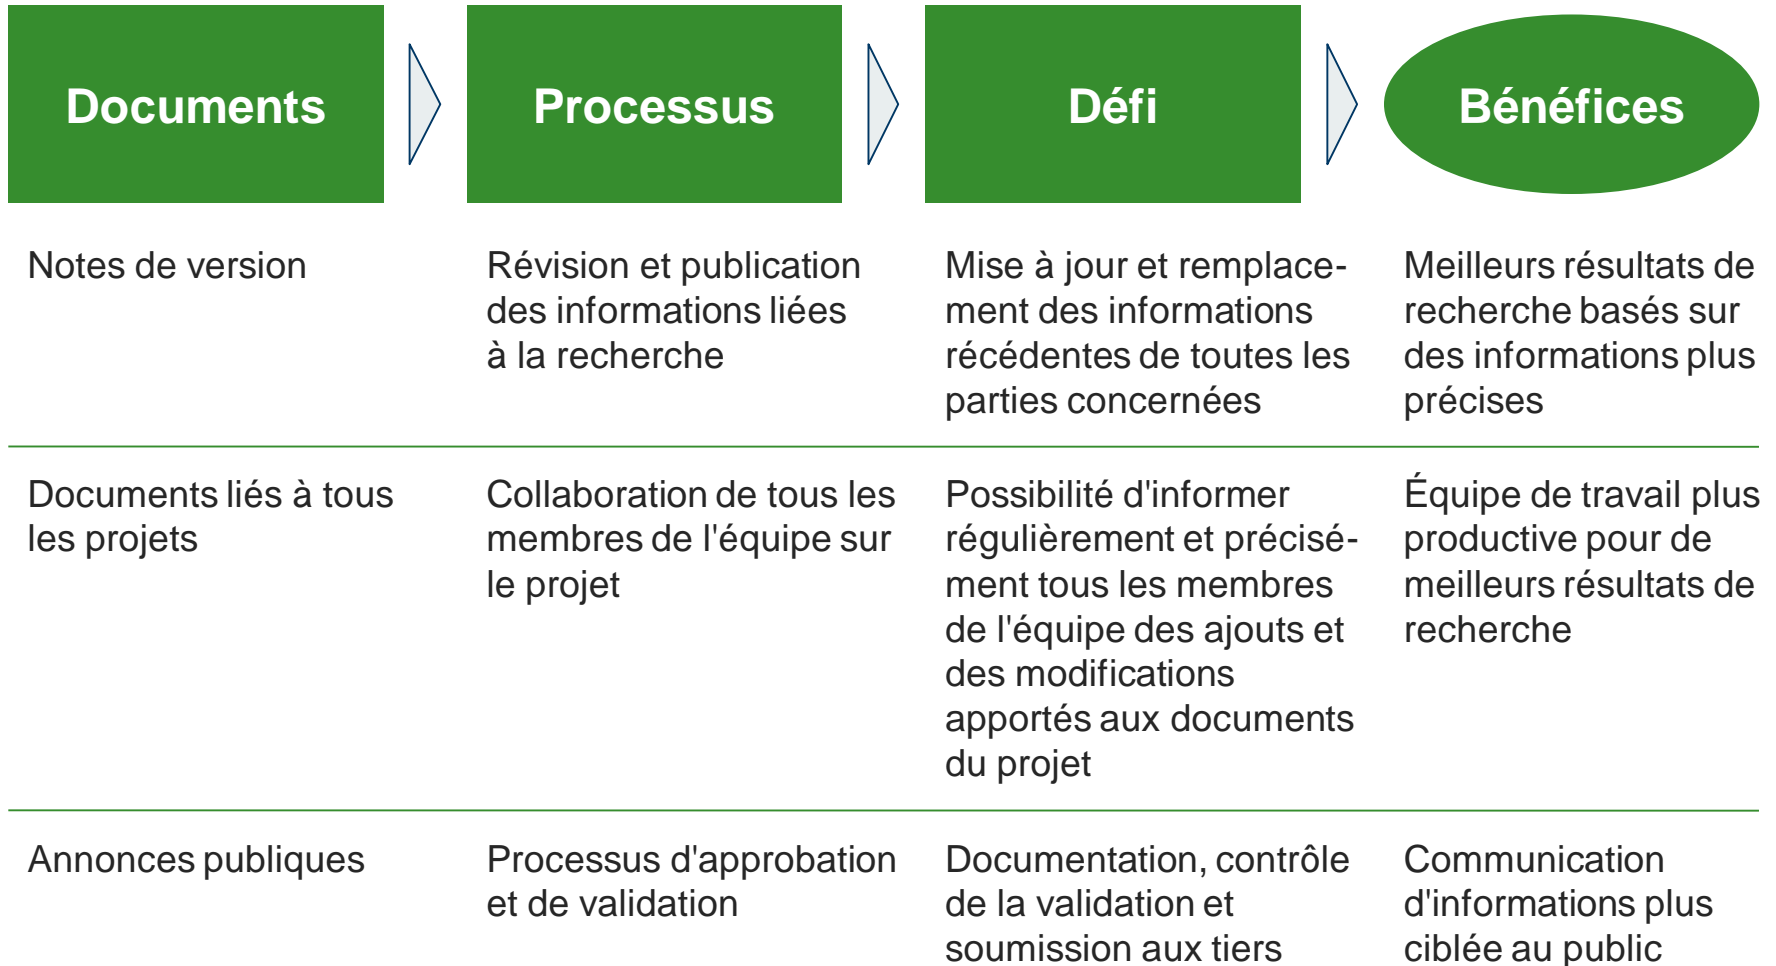 Documents
Processus
Défi
Bénéfices
Notes de version
Révision et publication
des informations liées
à la recherche
Mise à jour et remplace-
ment des informations
récédentes de toutes les
parties concernées
Meilleurs résultats de
recherche basés sur
des informations plus
précises
Documents liés à tous
les projets
Collaboration de tous les
membres de l'équipe sur
le projet
Possibilité d'informer
régulièrement et précisé-
ment tous les membres
de l'équipe des ajouts et
des modifications
apportés aux documents
du projet
Équipe de travail plus
productive pour de
meilleurs résultats de
recherche
Annonces publiques
Processus d'approbation
et de validation
Documentation, contrôle
de la validation et
soumission aux tiers
Communication
d'informations plus
ciblée au public